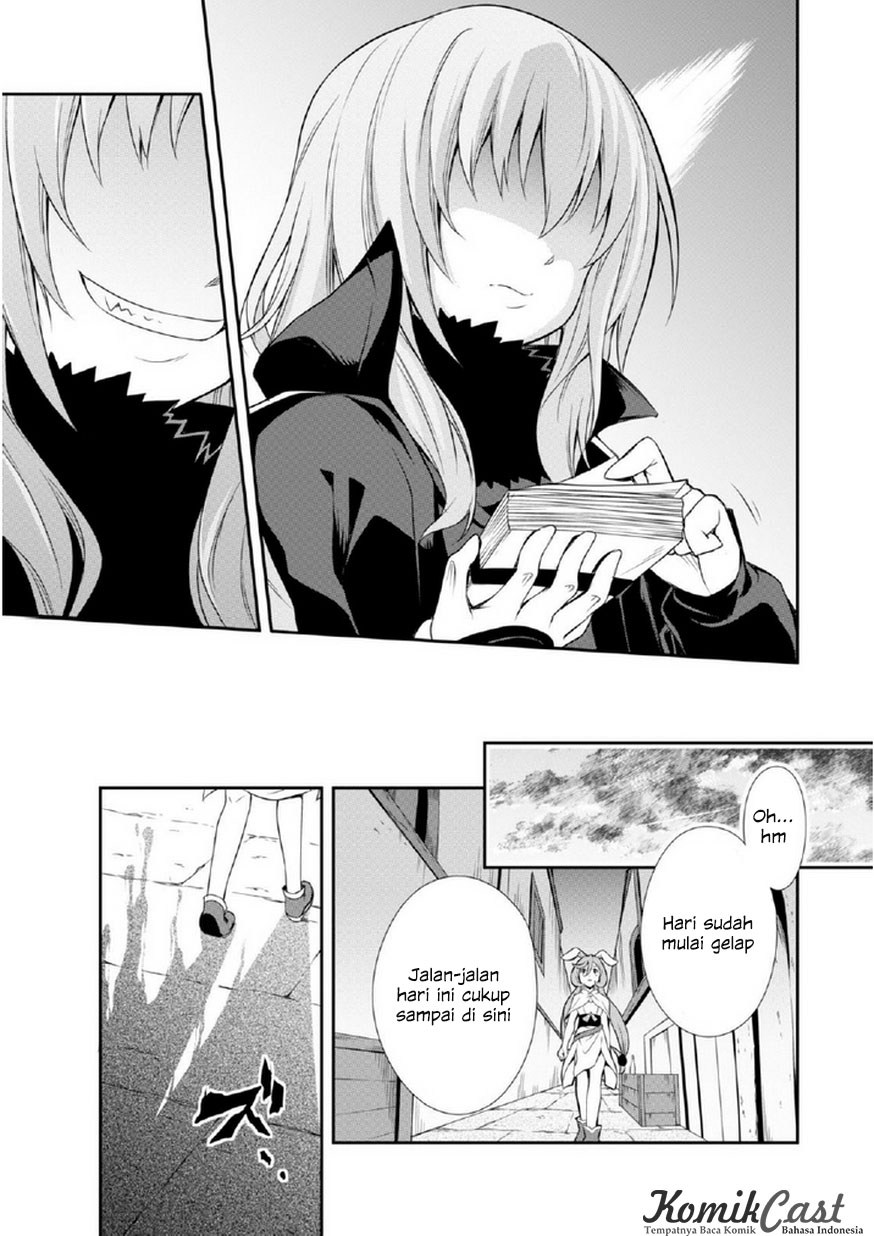 Oh...
hm
Hari sudah
mulai gelap
Jalan-jalan
hari ini cukup
sampai di sini
ズ
KomikCast
Tempatnya Baca Komik Bahasa Indonesia